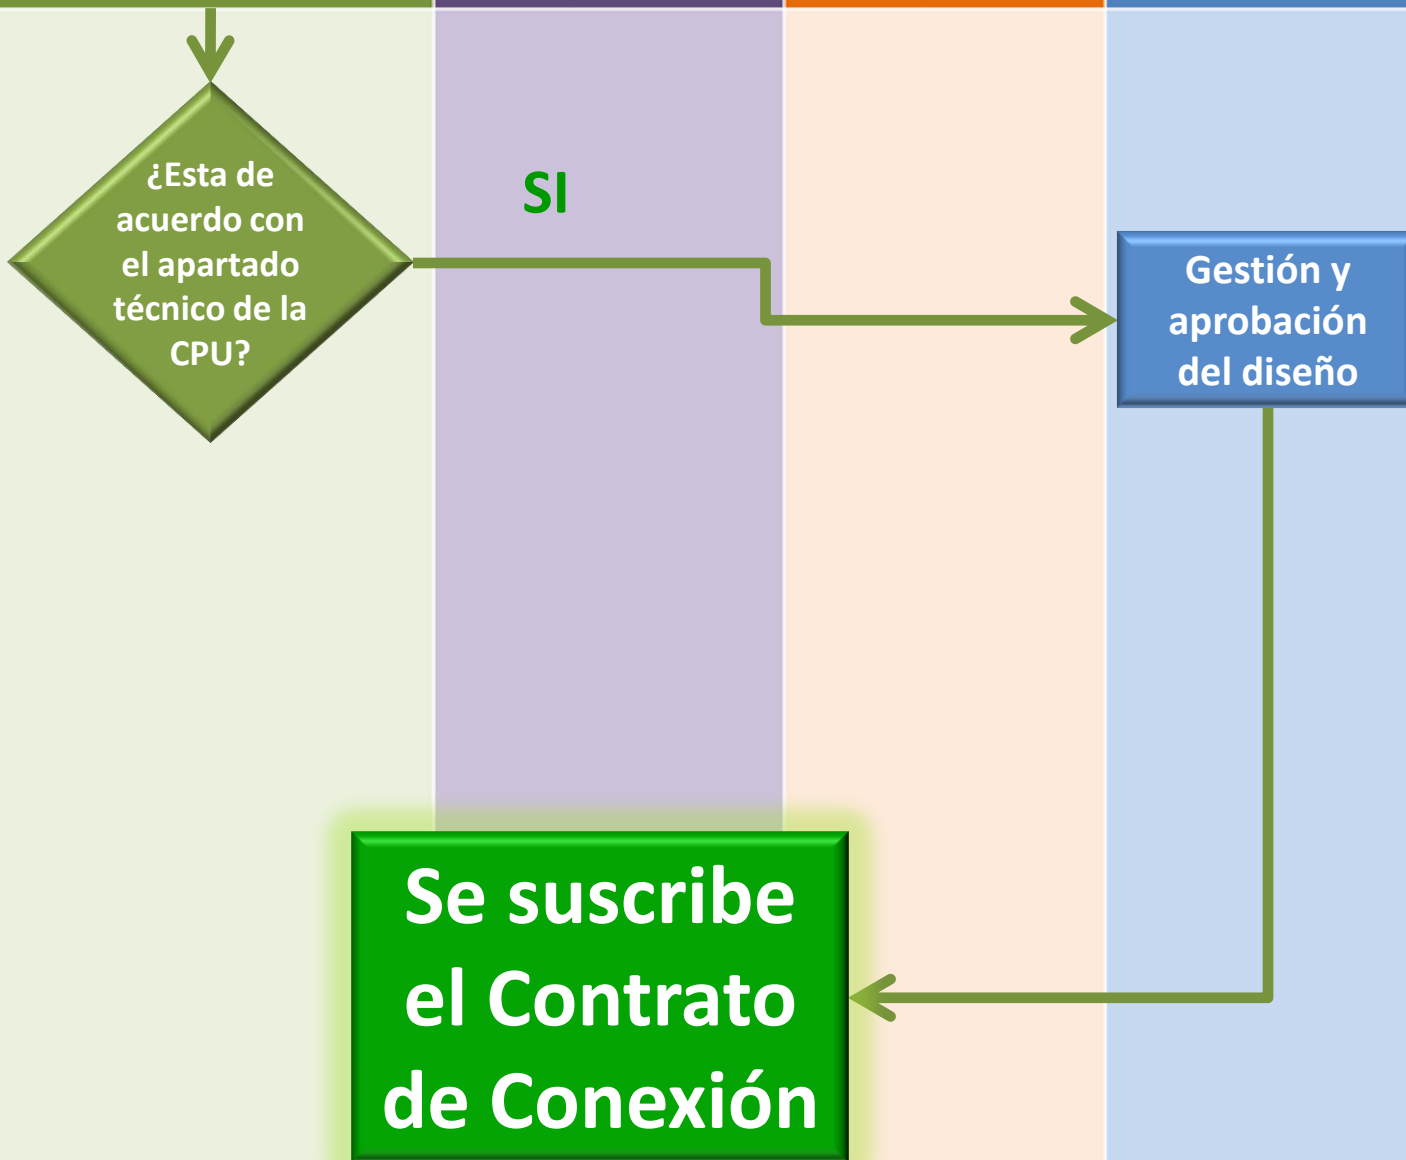 ¿Esta de
acuerdo con
el apartado
técnico de la
CPU?
SI
Gestión y
aprobación
del diseño
Se suscribe
el Contrato
de Conexión